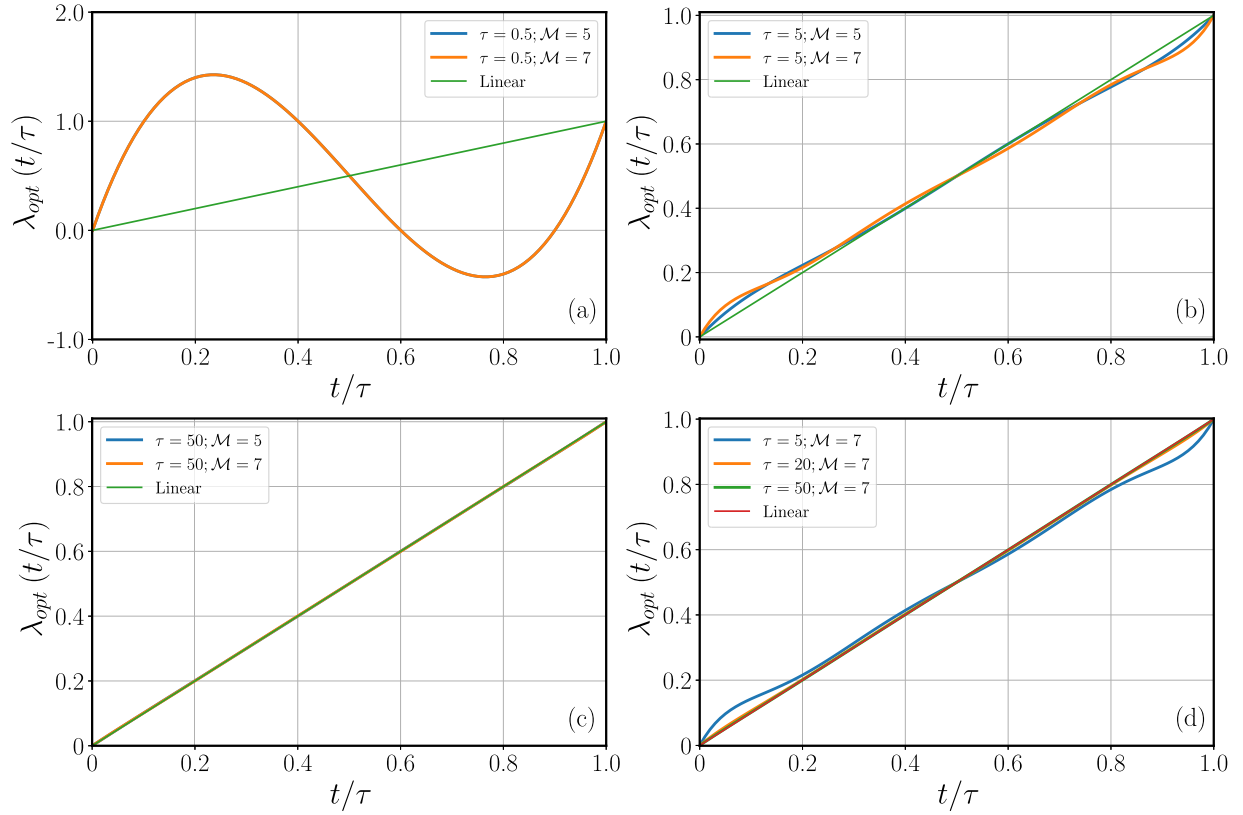 2.0
1.0
0.0
-1.0
λ_opt (t/τ)
τ = 0.5; ℳ = 5
τ = 0.5; ℳ = 7
Linear
(a)
0 0.2 0.4 0.6 0.8 1.0
t/τ
1.0
0.8
0.6
0.4
0.2
0
λ_opt (t/τ)
τ = 5; ℳ = 5
τ = 5; ℳ = 7
Linear
(b)
0 0.2 0.4 0.6 0.8 1.0
t/τ
1.0
0.8
0.6
0.4
0.2
0
λ_opt (t/τ)
τ = 50; ℳ = 5
τ = 50; ℳ = 7
Linear
(c)
0 0.2 0.4 0.6 0.8 1.0
t/τ
1.0
0.8
0.6
0.4
0.2
0
λ_opt (t/τ)
τ = 5; ℳ = 7
τ = 20; ℳ = 7
τ = 50; ℳ = 7
Linear
(d)
0 0.2 0.4 0.6 0.8 1.0
t/τ